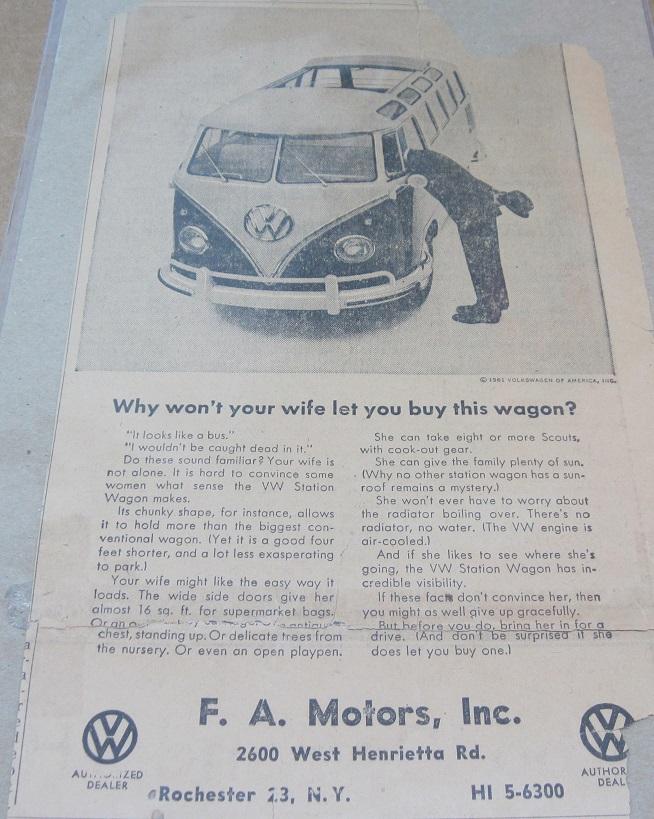 © 1961 VOLKSWAGEN OF AMERICA, INC.
Why won't your wife let you buy this wagon?
"It looks like a bus."
"I wouldn't be caught dead in it."
Do these sound familiar? Your wife is
not alone. It is hard to convince some
women what sense the VW Station
Wagon makes.
Its chunky shape, for instance, allows
it to hold more than the biggest con-
ventional wagon. (Yet it is a good four
feet shorter, and a lot less exasperating
to park.)
Your wife might like the easy way it
loads. The wide side doors give her
almost 16 sq. ft. for supermarket bags.
Or an antique
chest, standing up. Or delicate trees from
the nursery. Or even an open playpen.
She can take eight or more Scouts,
with cook-out gear.
She can give the family plenty of sun.
(Why no other station wagon has a sun-
roof remains a mystery.)
She won't ever have to worry about
the radiator boiling over. There's no
radiator, no water. (The VW engine is
air-cooled.)
And if she likes to see where she's
going, the VW Station Wagon has in-
credible visibility.
If these facts don't convince her, then
you might as well give up gracefully.
But before you do, bring her in for a
drive. (And don't be surprised if she
does let you buy one.)
F. A. Motors, Inc.
2600 West Henrietta Rd.
Rochester 23, N.Y. HI 5-6300
VW
AUTHORIZED
DEALER
VW
AUTHOR
DEAL